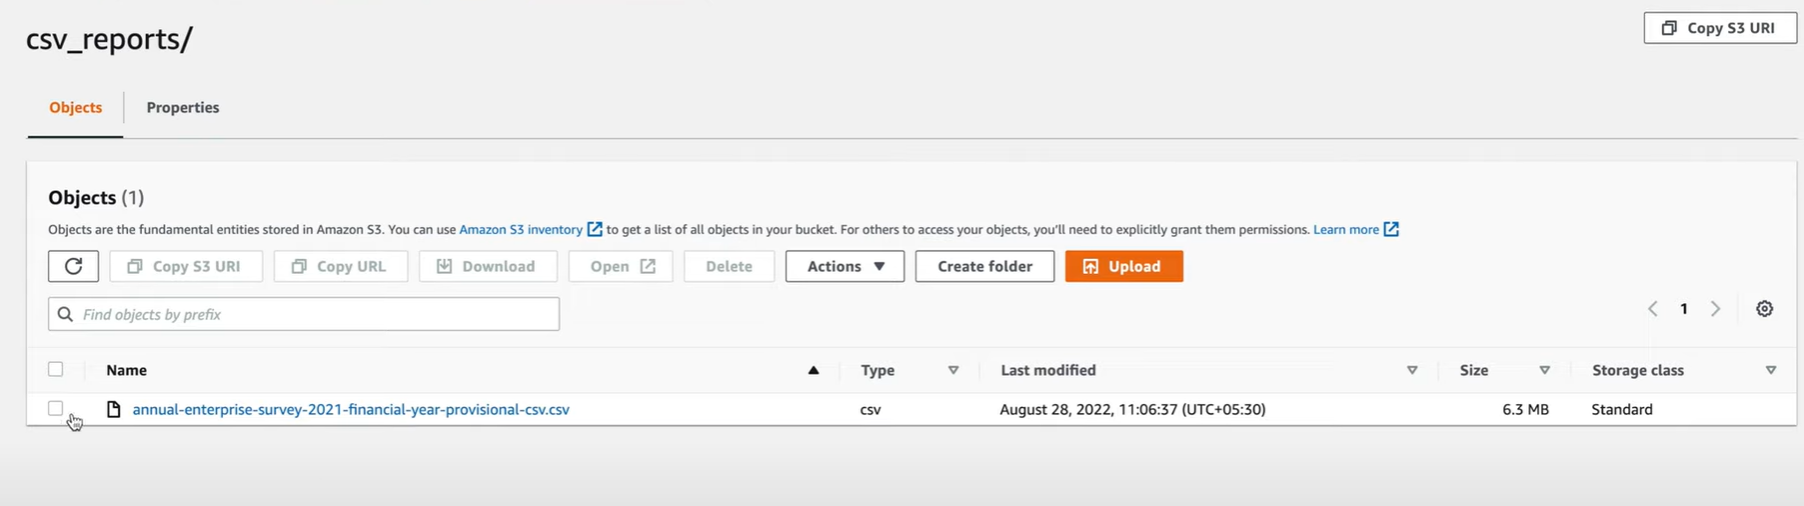 csv_reports/
Copy S3 URI
Objects
Properties
Objects (1)
Objects are the fundamental entities stored in Amazon S3. You can use Amazon S3 inventory to get a list of all objects in your bucket. For others to access your objects, you'll need to explicitly grant them permissions. Learn more
Copy S3 URI
Copy URL
Download
Open
Delete
Actions
Create folder
Upload
Find objects by prefix
1
Name
Type
Last modified
Size
Storage class
annual-enterprise-survey-2021-financial-year-provisional-csv.csv
csv
August 28, 2022, 11:06:37 (UTC+05:30)
6.3 MB
Standard